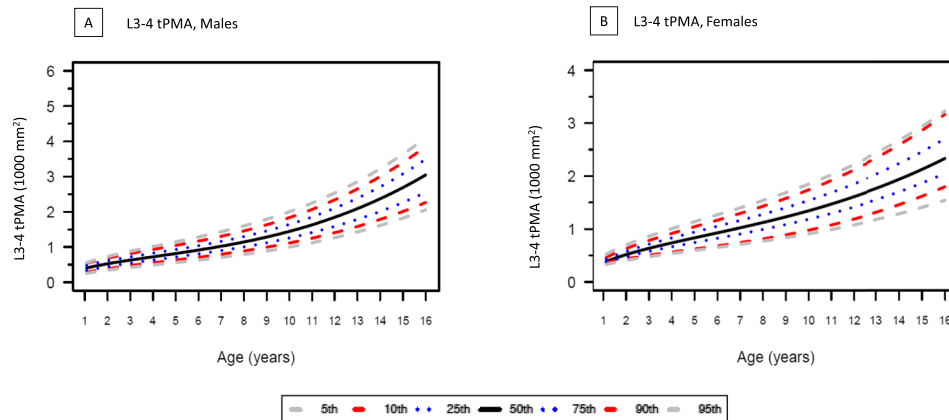 A L3-4 tPMA, Males
6
5
4
3
2
1
0
L3-4 tPMA (1000 mm²)
1 2 3 4 5 6 7 8 9 10 11 12 13 14 15 16
Age (years)
B L3-4 tPMA, Females
4
3
2
1
0
L3-4 tPMA (1000 mm²)
1 2 3 4 5 6 7 8 9 10 11 12 13 14 15 16
Age (years)
5th 10th 25th 50th 75th 90th 95th